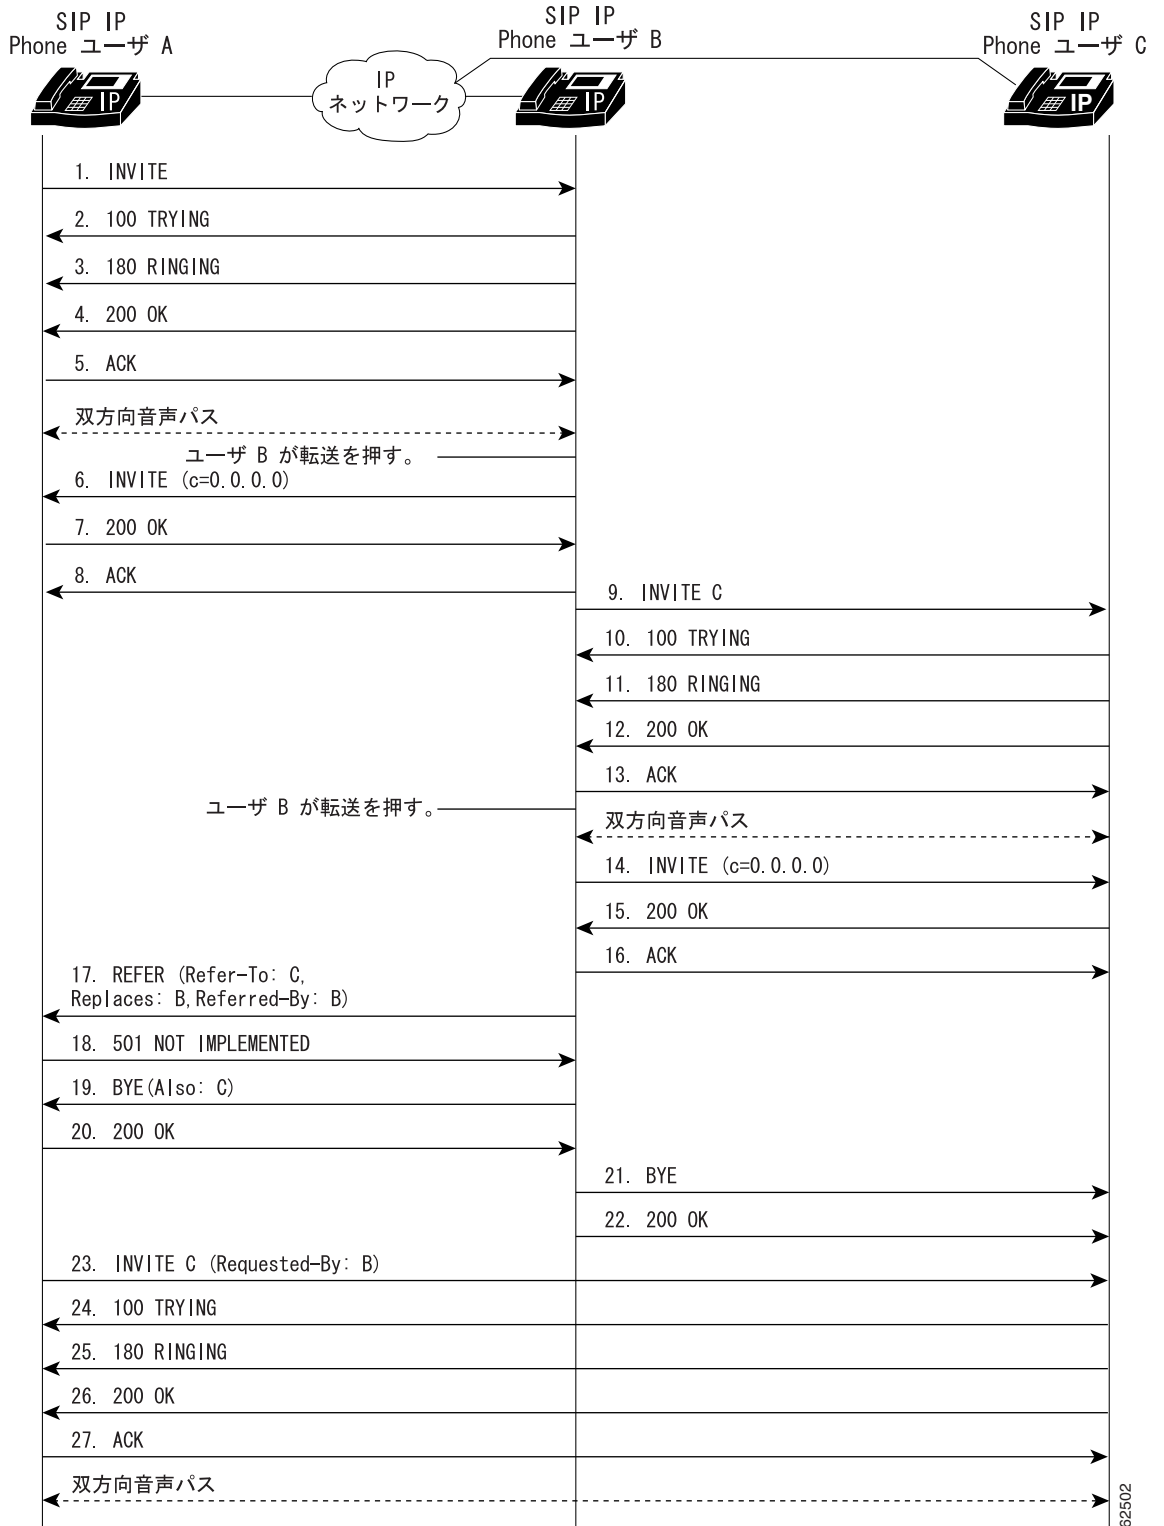 SIP IP
Phone ユーザ A
SIP IP
Phone ユーザ B
SIP IP
Phone ユーザ C
IP
IP
ネットワーク
IP
IP
1. INVITE
2. 100 TRYING
3. 180 RINGING
4. 200 OK
5. ACK
双方向音声パス
ユーザ B が転送を押す。
6. INVITE (c=0.0.0.0)
7. 200 OK
8. ACK
9. INVITE C
10. 100 TRYING
11. 180 RINGING
12. 200 OK
13. ACK
ユーザ B が転送を押す。
双方向音声パス
14. INVITE (c=0.0.0.0)
15. 200 OK
16. ACK
17. REFER (Refer-To: C,
Replaces: B,Referred-By: B)
18. 501 NOT IMPLEMENTED
19. BYE(Also: C)
20. 200 OK
21. BYE
22. 200 OK
23. INVITE C (Requested-By: B)
24. 100 TRYING
25. 180 RINGING
26. 200 OK
27. ACK
双方向音声パス
62502